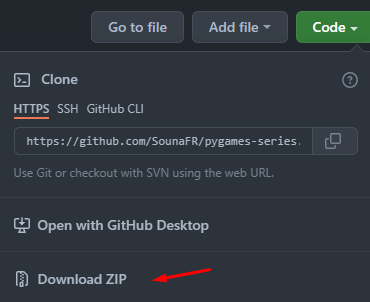 Go to file Add file Code
Clone
HTTPS SSH GitHub CLI
https://github.com/SounaFR/pygames-series.
Use Git or checkout with SVN using the web URL.
Open with GitHub Desktop
Download ZIP